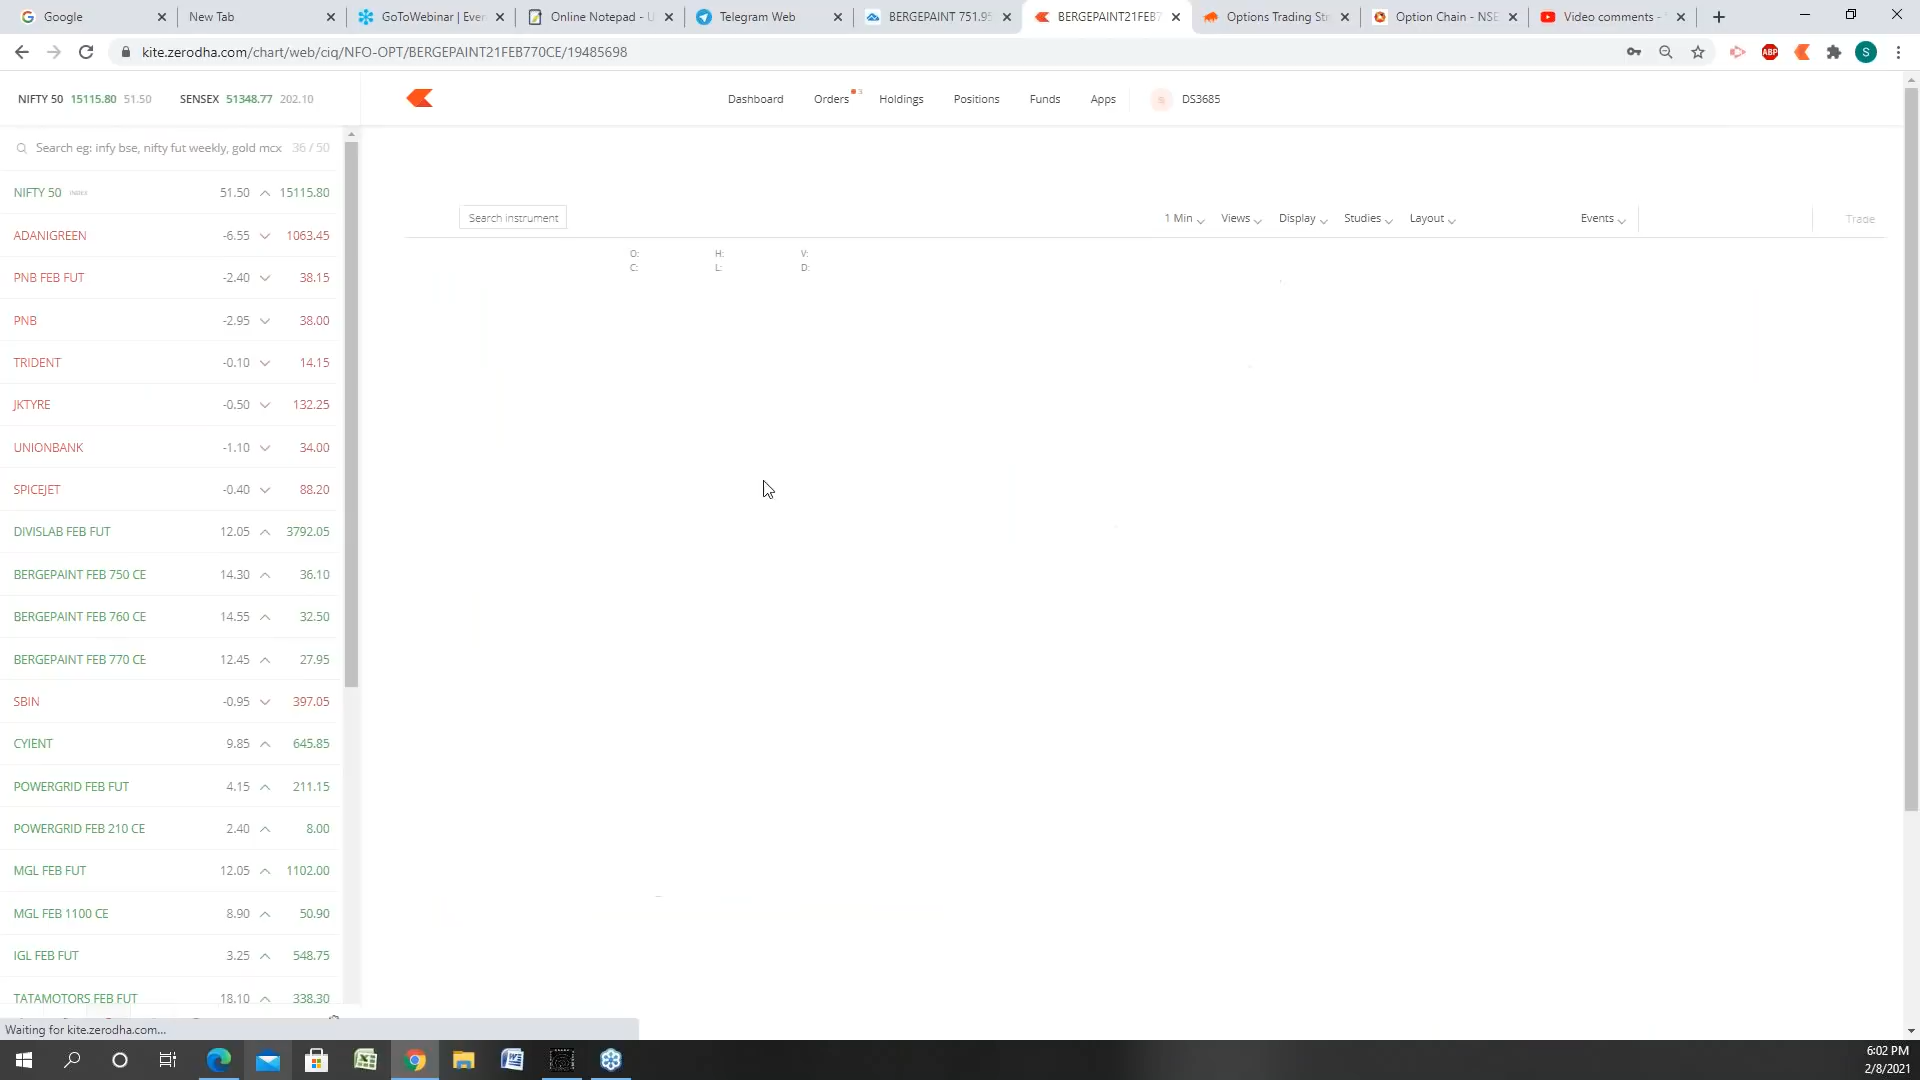 Google
New Tab
GoToWebinar | Even
Online Notepad - U
Telegram Web
BERGEPAINT 751.95
BERGEPAINT21FEB7
Options Trading Str
Option Chain - NSE
Video comments -
kite.zerodha.com/chart/web/ciq/NFO-OPT/BERGEPAINT21FEB770CE/19485698
ABP
S
NIFTY 50 15115.80 51.50 SENSEX 51348.77 202.10
Dashboard Orders 3 Holdings Positions Funds Apps S DS3685
Search eg: infy bse, nifty fut weekly, gold mcx 36 / 50
NIFTY 50 INDEX 51.50 15115.80
ADANIGREEN -6.55 1063.45
PNB FEB FUT -2.40 38.15
PNB -2.95 38.00
TRIDENT -0.10 14.15
JKTYRE -0.50 132.25
UNIONBANK -1.10 34.00
SPICEJET -0.40 88.20
DIVISLAB FEB FUT 12.05 3792.05
BERGEPAINT FEB 750 CE 14.30 36.10
BERGEPAINT FEB 760 CE 14.55 32.50
BERGEPAINT FEB 770 CE 12.45 27.95
SBIN -0.95 397.05
CYIENT 9.85 645.85
POWERGRID FEB FUT 4.15 211.15
POWERGRID FEB 210 CE 2.40 8.00
MGL FEB FUT 12.05 1102.00
MGL FEB 1100 CE 8.90 50.90
IGL FEB FUT 3.25 548.75
TATAMOTORS FEB FUT 18.10 338.30
Search instrument
1 Min Views Display Studies Layout Events Trade
O: H: V:
C: L: D:
Waiting for kite.zerodha.com...
6:02 PM
2/8/2021